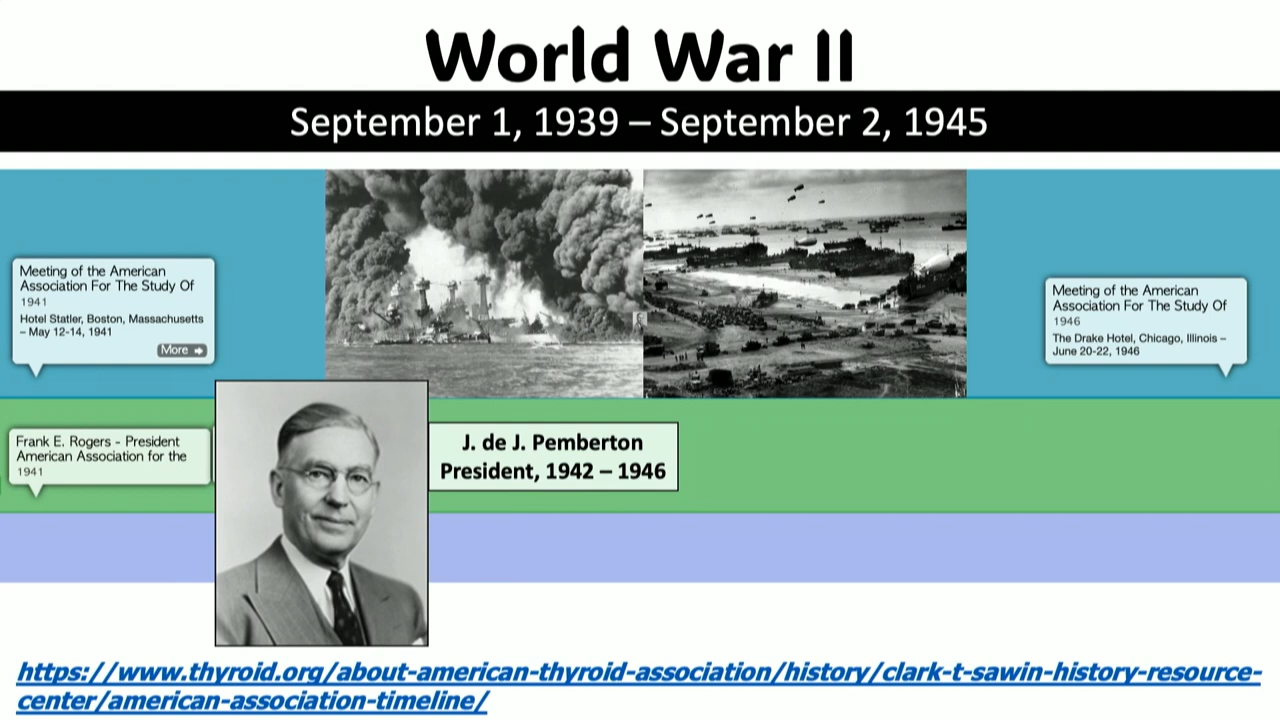 World War II
September 1, 1939 – September 2, 1945
Meeting of the American
Association For The Study Of
1941
Hotel Statler, Boston, Massachusetts
– May 12-14, 1941
More
Meeting of the American
Association For The Study Of
1946
The Drake Hotel, Chicago, Illinois –
June 20-22, 1946
Frank E. Rogers - President
American Association for the
1941
J. de J. Pemberton
President, 1942 – 1946
https://www.thyroid.org/about-american-thyroid-association/history/clark-t-sawin-history-resource-
center/american-association-timeline/